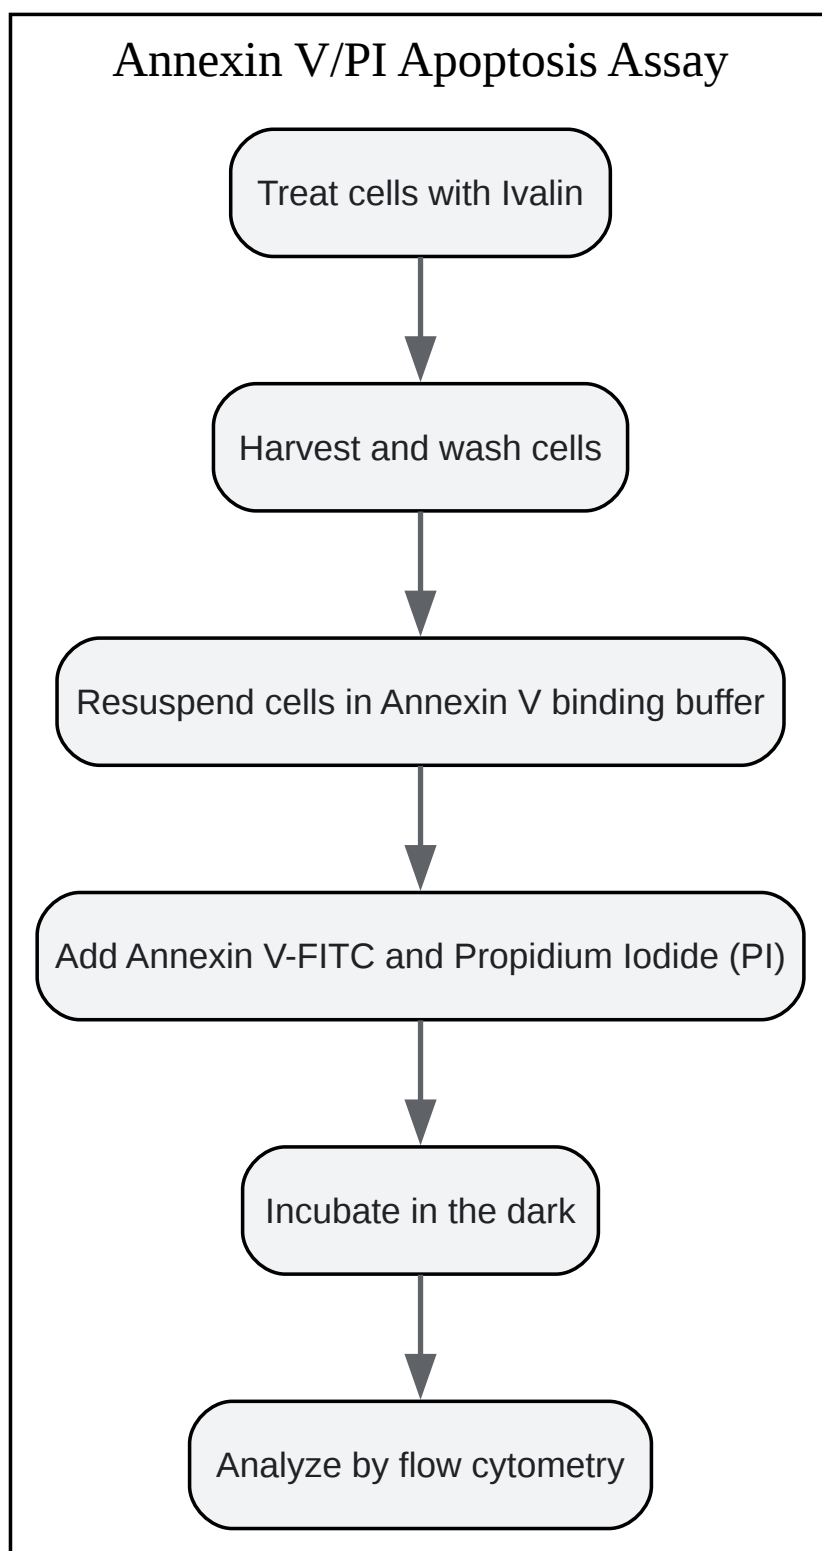 Annexin V/PI Apoptosis Assay
Treat cells with Ivalin
Harvest and wash cells
Resuspend cells in Annexin V binding buffer
Add Annexin V-FITC and Propidium Iodide (PI)
Incubate in the dark
Analyze by flow cytometry